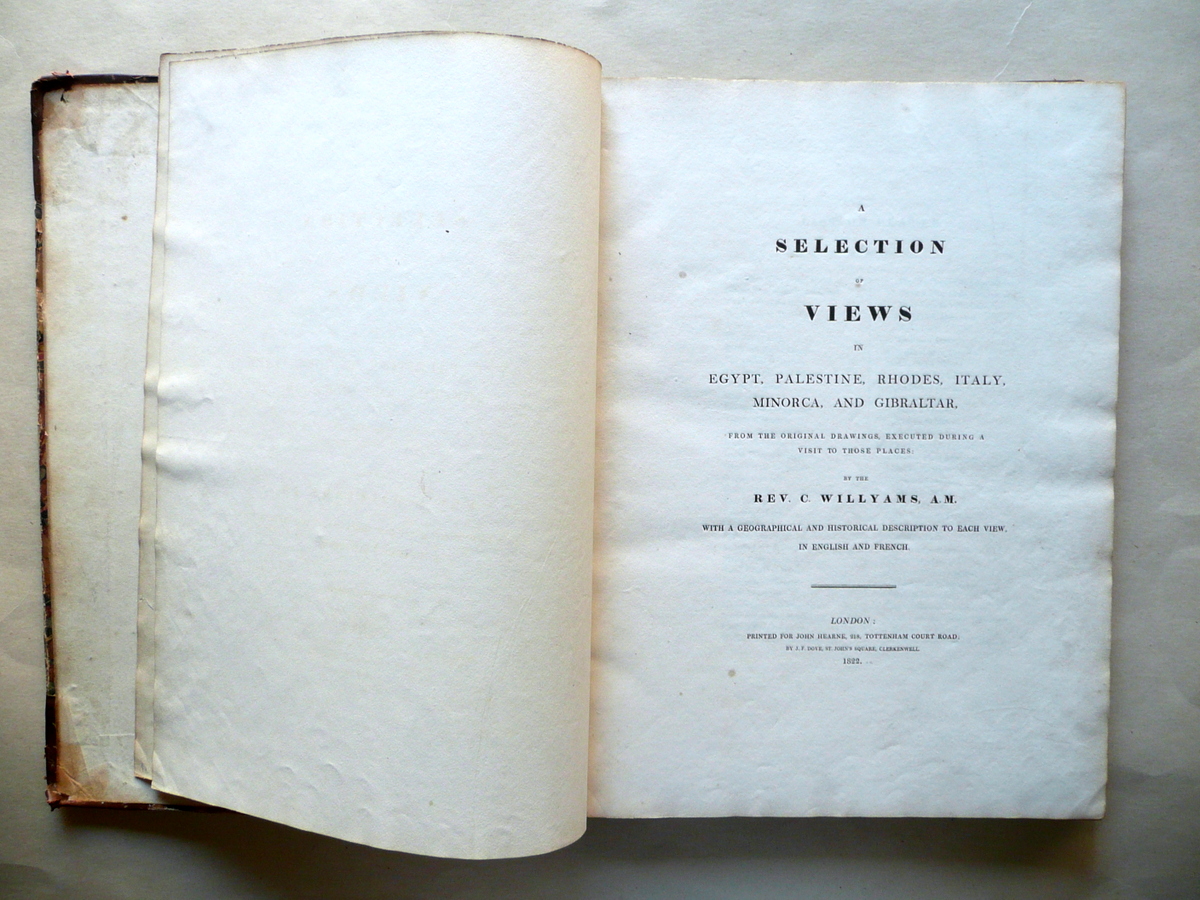 A
SELECTION
OF
VIEWS
IN
EGYPT, PALESTINE, RHODES, ITALY,
MINORCA, AND GIBRALTAR,
FROM THE ORIGINAL DRAWINGS, EXECUTED DURING A
VISIT TO THOSE PLACES:
BY THE
REV. C. WILLYAMS, A.M.
WITH A GEOGRAPHICAL AND HISTORICAL DESCRIPTION TO EACH VIEW,
IN ENGLISH AND FRENCH.
LONDON:
PRINTED FOR JOHN HEARNE, 218, TOTTENHAM COURT ROAD,
BY J. F. DOVE, ST. JOHN'S SQUARE, CLERKENWELL.
1822.